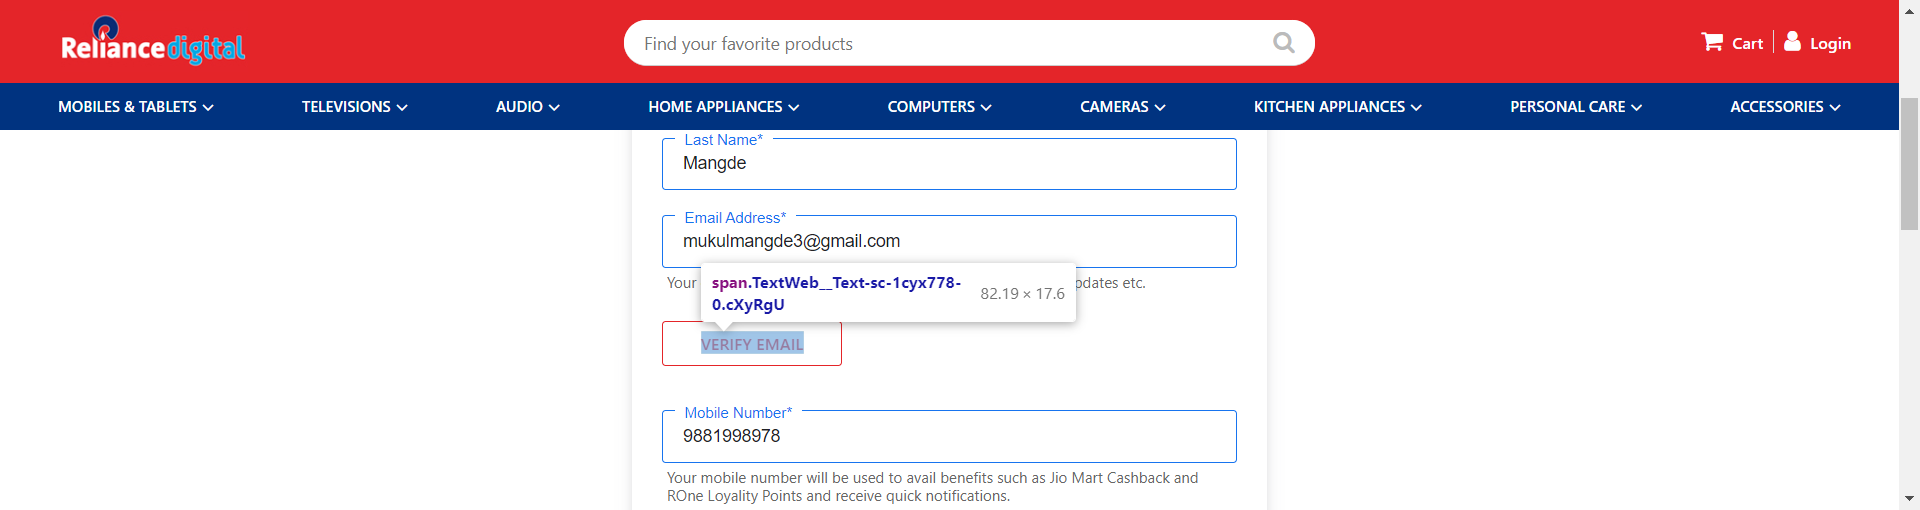 Reliance digital
Find your favorite products
Cart
Login
MOBILES & TABLETS
TELEVISIONS
AUDIO
HOME APPLIANCES
COMPUTERS
CAMERAS
KITCHEN APPLIANCES
PERSONAL CARE
ACCESSORIES
Last Name*
Mangde
Email Address*
mukulmangde3@gmail.com
Your pdates etc.
span.TextWeb__Text-sc-1cyx778-
0.cXyRgU
82.19 × 17.6
VERIFY EMAIL
Mobile Number*
9881998978
Your mobile number will be used to avail benefits such as Jio Mart Cashback and
ROne Loyality Points and receive quick notifications.